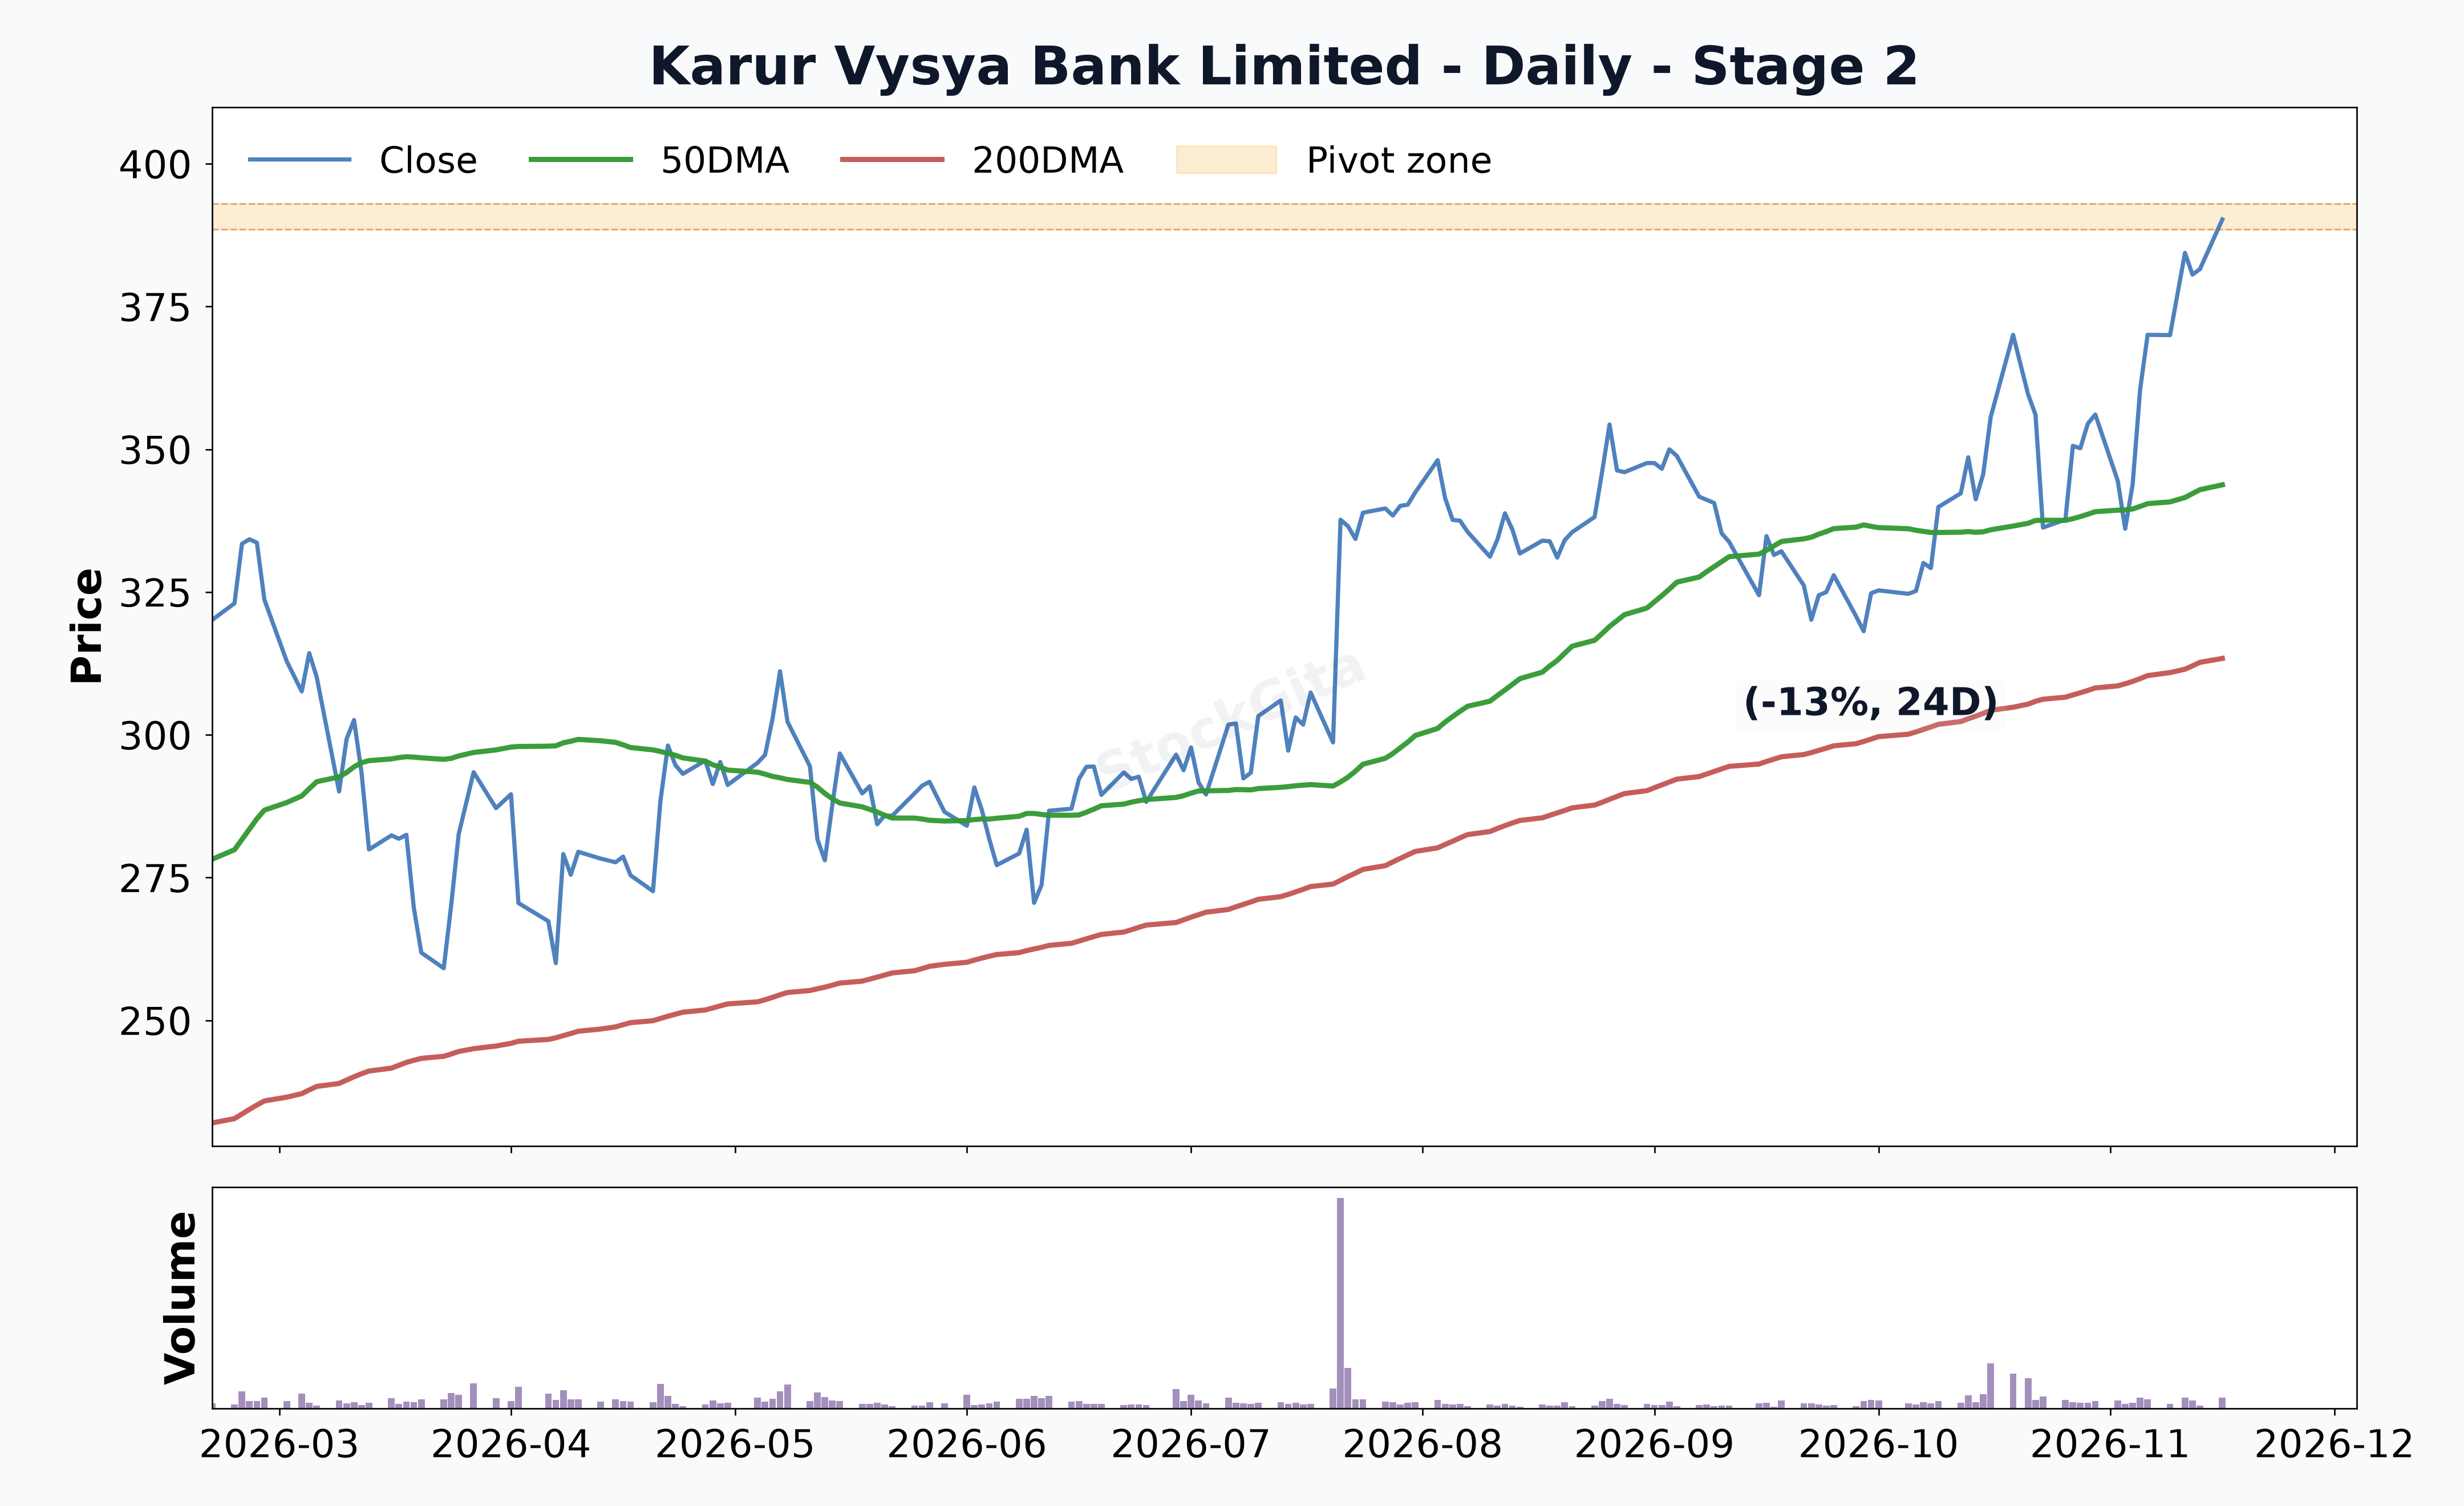 Karur Vysya Bank Limited - Daily - Stage 2
Close 50DMA 200DMA Pivot zone
400
375
350
325
300
275
250
Price
StockGita
(-13%, 24D)
Volume
2026-03 2026-04 2026-05 2026-06 2026-07 2026-08 2026-09 2026-10 2026-11 2026-12